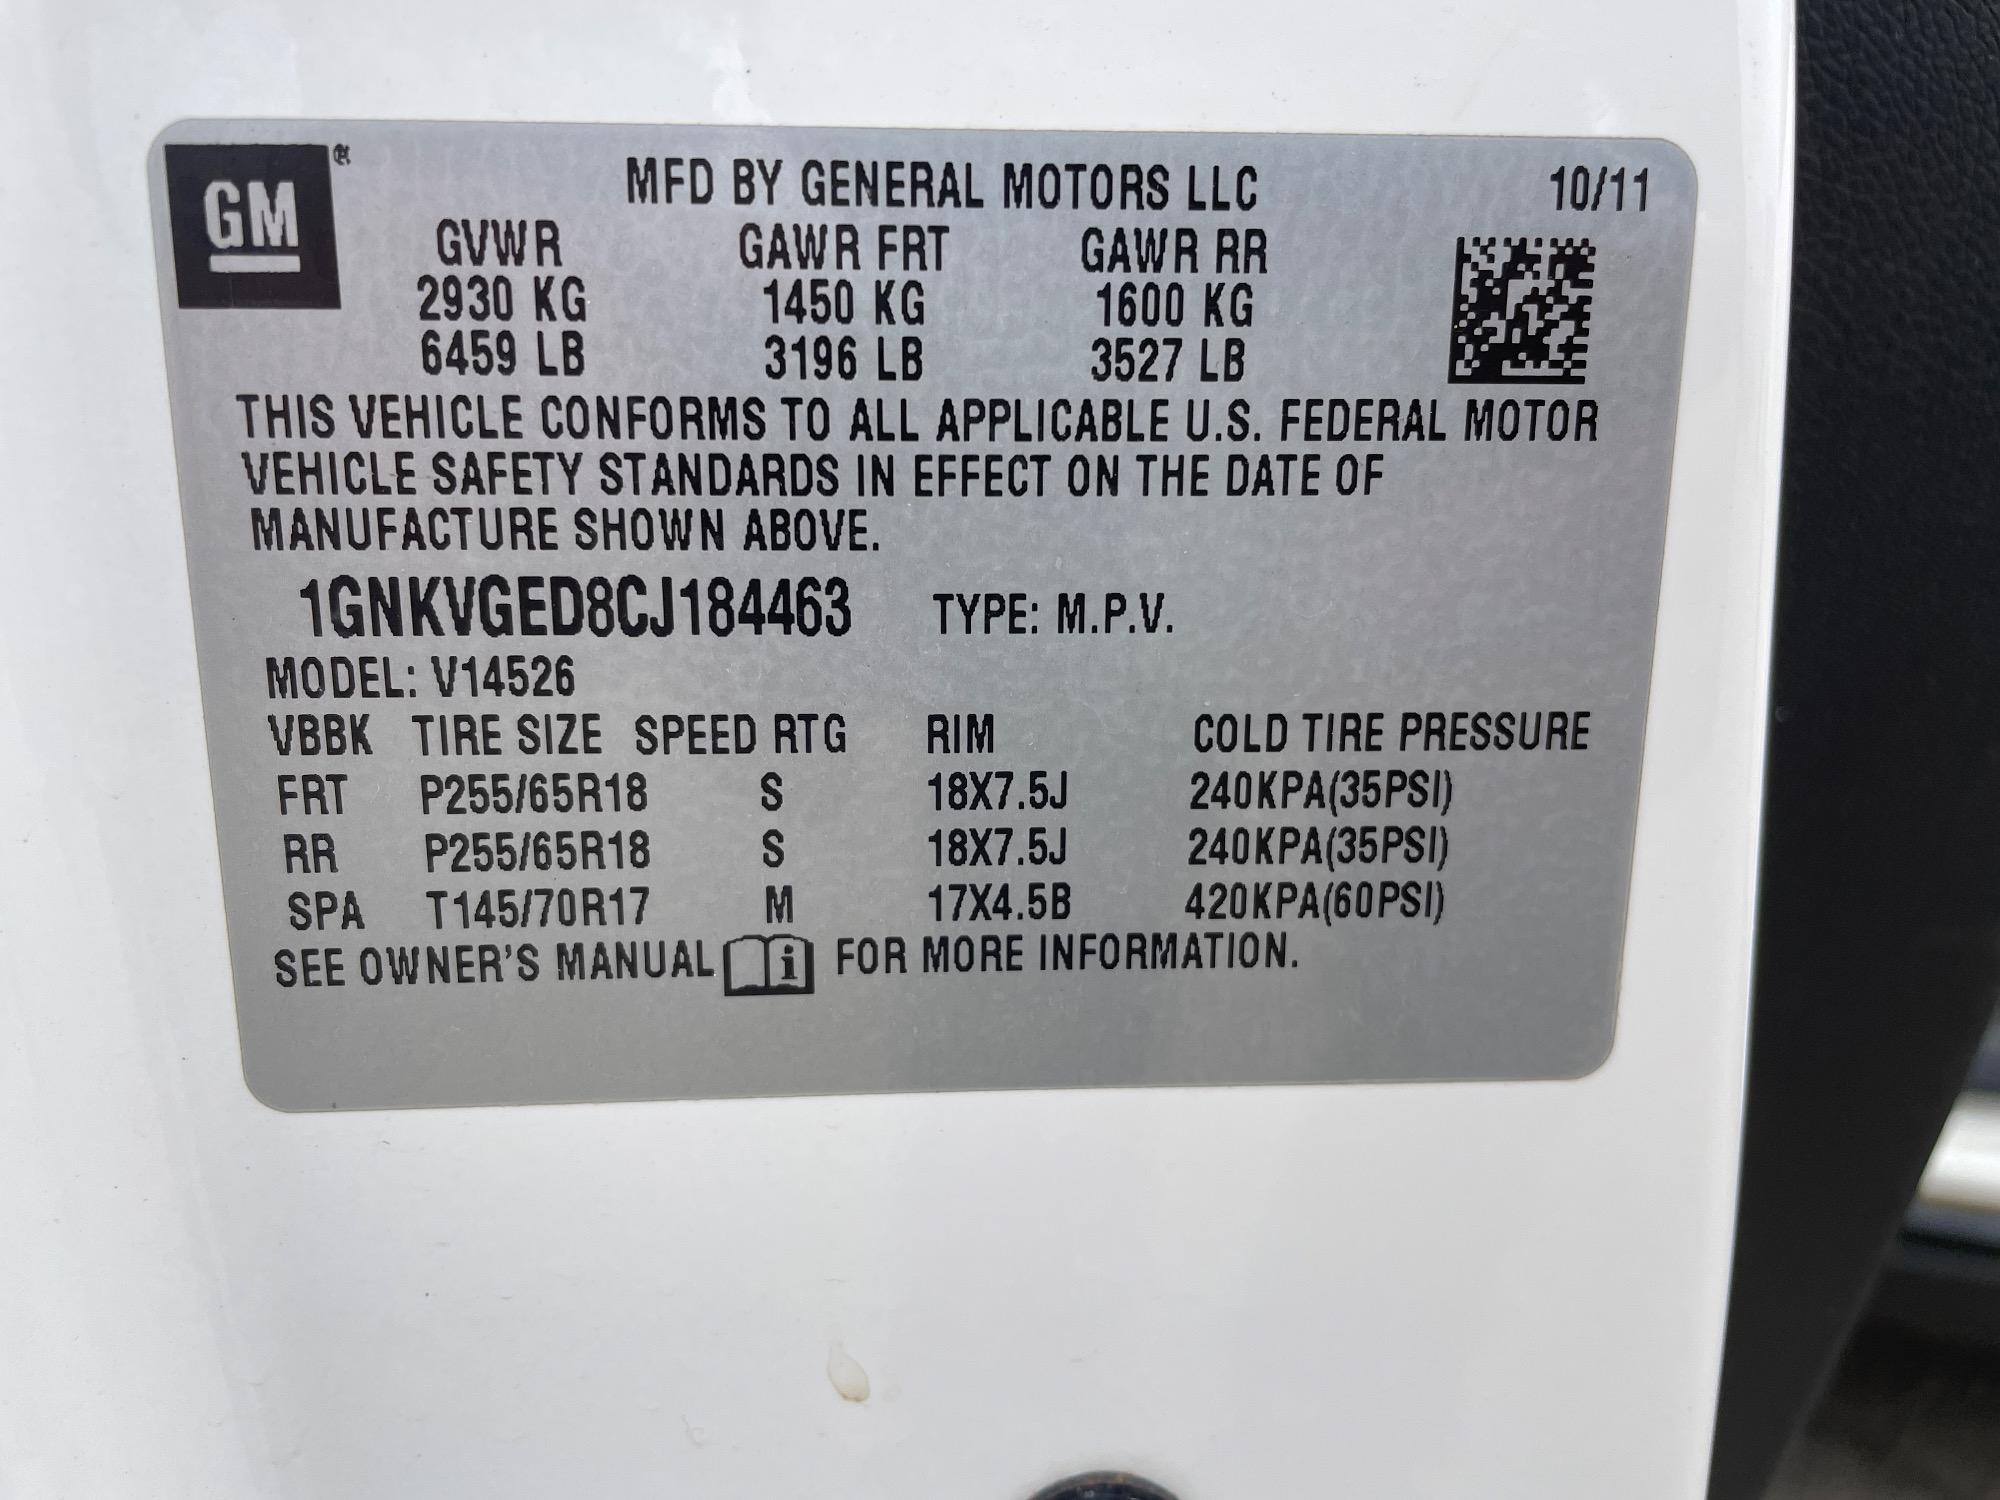 GM ®
MFD BY GENERAL MOTORS LLC 10/11
GVWR GAWR FRT GAWR RR
2930 KG 1450 KG 1600 KG
6459 LB 3196 LB 3527 LB
THIS VEHICLE CONFORMS TO ALL APPLICABLE U.S. FEDERAL MOTOR
VEHICLE SAFETY STANDARDS IN EFFECT ON THE DATE OF
MANUFACTURE SHOWN ABOVE.
1GNKVGED8CJ184463 TYPE: M.P.V.
MODEL: V14526
VBBK TIRE SIZE SPEED RTG RIM COLD TIRE PRESSURE
FRT P255/65R18 S 18X7.5J 240KPA(35PSI)
RR P255/65R18 S 18X7.5J 240KPA(35PSI)
SPA T145/70R17 M 17X4.5B 420KPA(60PSI)
SEE OWNER'S MANUAL i FOR MORE INFORMATION.